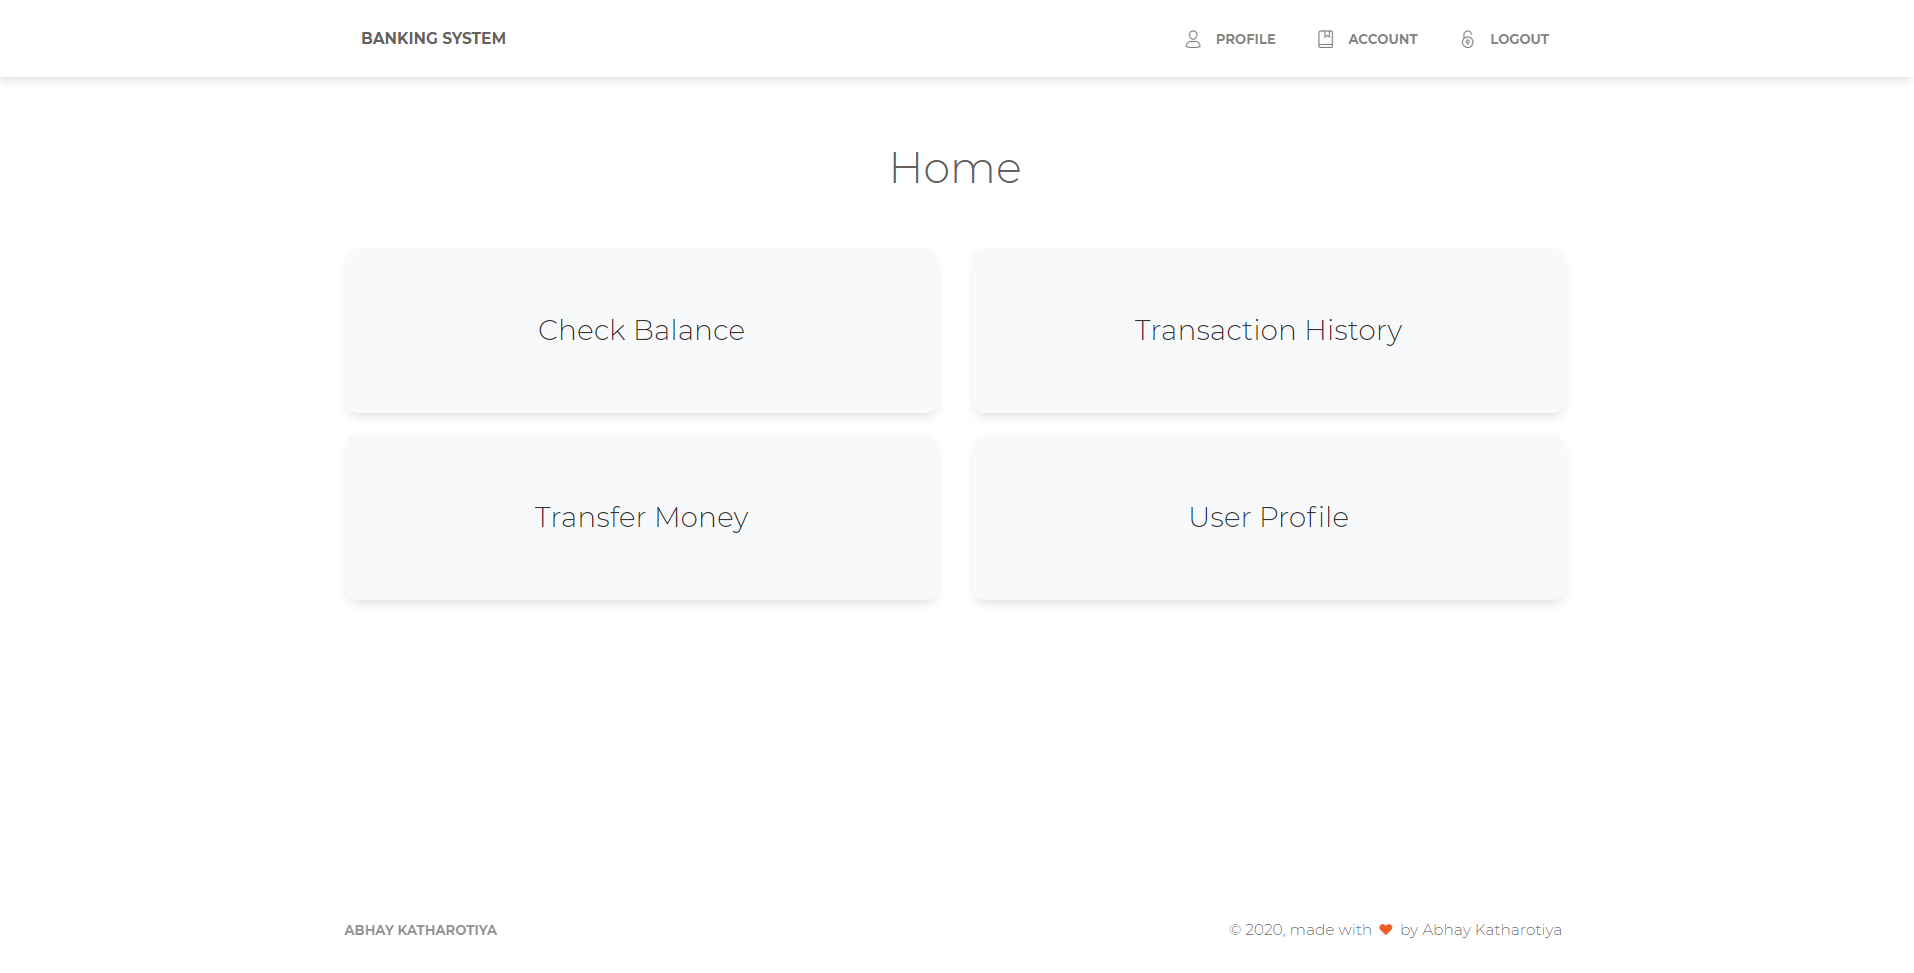 BANKING SYSTEM
PROFILE
ACCOUNT
LOGOUT
Home
Check Balance
Transaction History
Transfer Money
User Profile
ABHAY KATHAROTIYA
© 2020, made with ♥ by Abhay Katharotiya